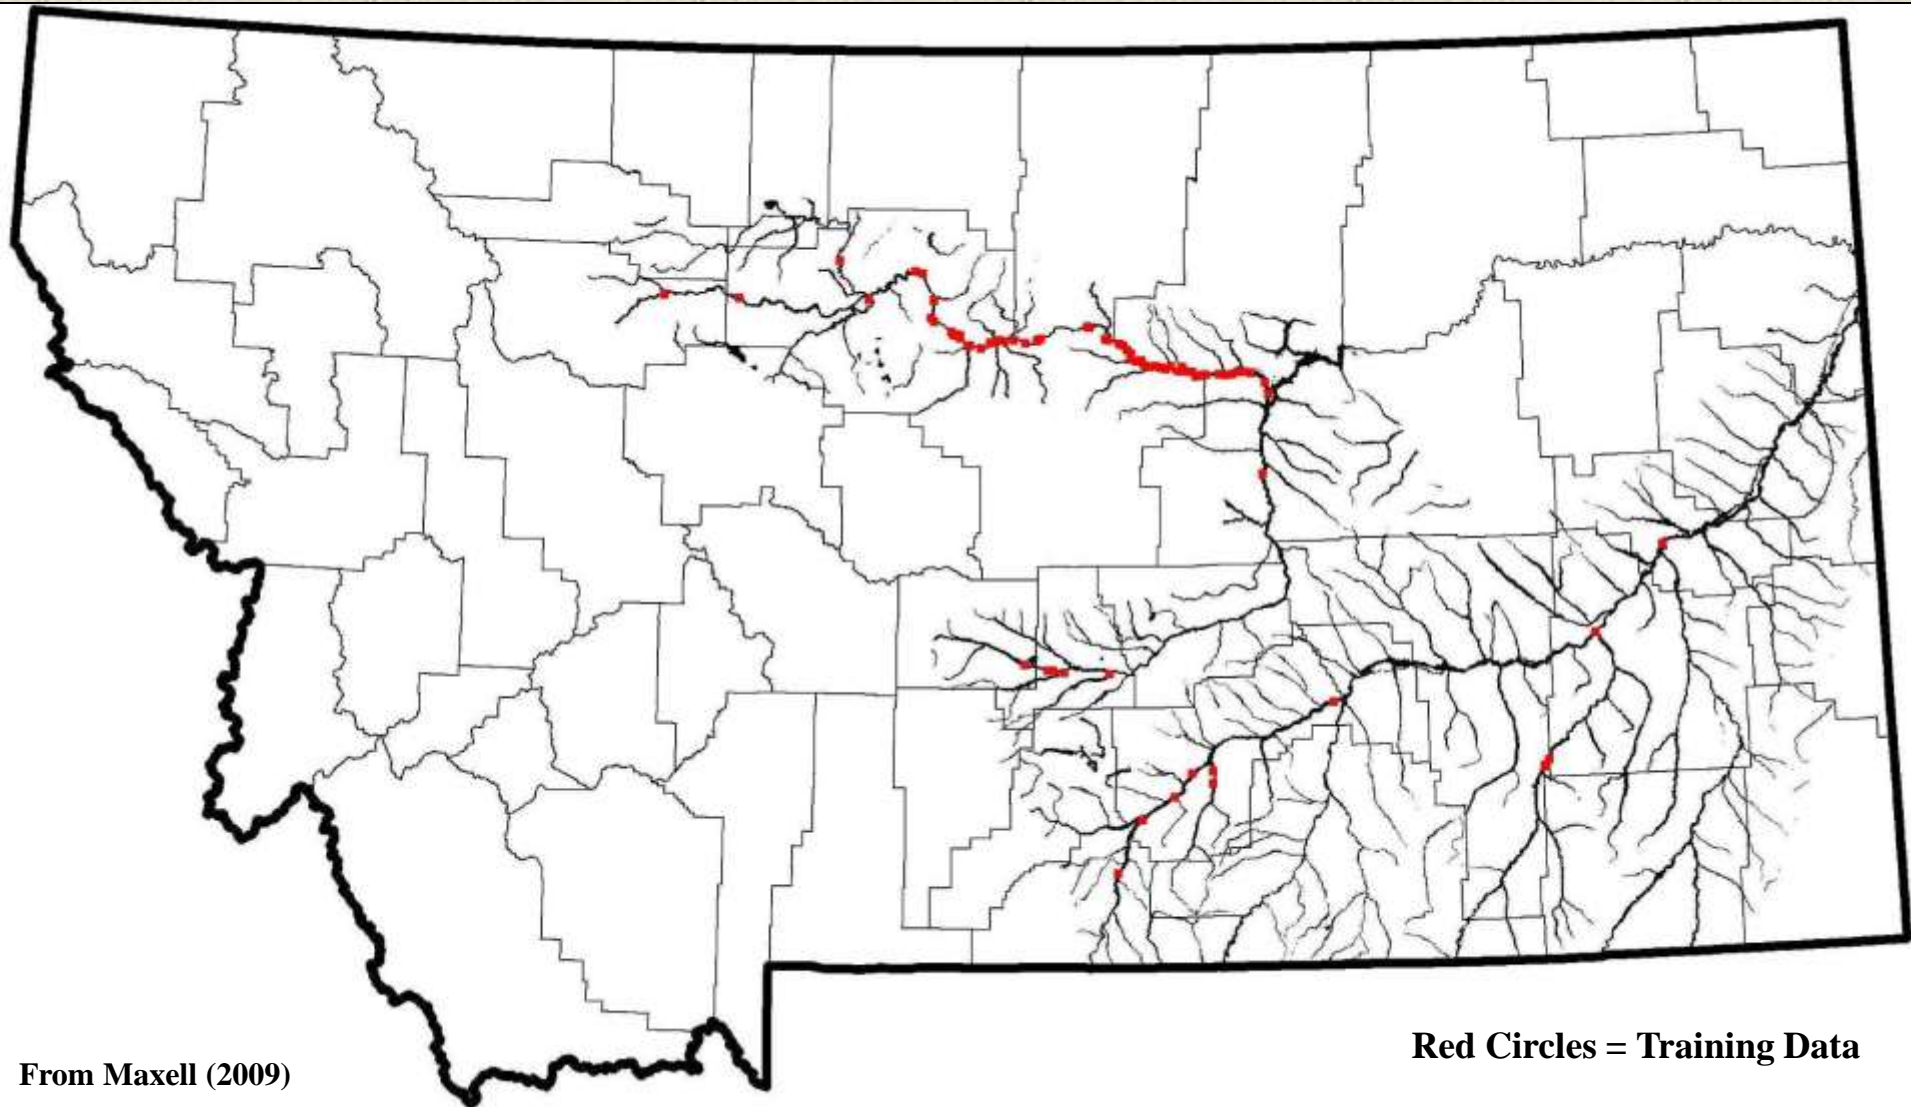 Red Circles = Training Data
From Maxell (2009)